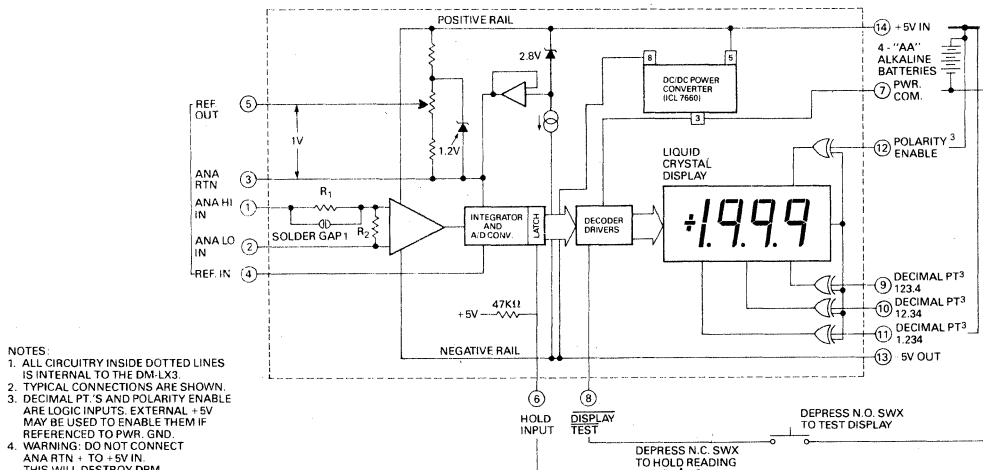 POSITIVE RAIL
14 +5V IN
4 - "AA"
ALKALINE
BATTERIES
2.8V
8
5
DC/DC POWER
CONVERTER
(ICL 7660)
3
7 PWR.
COM.
REF.
OUT 5
1V
1.2V
12 POLARITY 3
ENABLE
LIQUID
CRYSTAL
DISPLAY
ANA
RTN 3
ANA HI
IN 1
R1
R2
SOLDER GAP 1
ANA LO
IN 2
REF. IN 4
INTEGRATOR
AND
A/D CONV.
LATCH
DECODER
DRIVERS
1.9.9.9
9 DECIMAL PT3
123.4
10 DECIMAL PT3
12.34
11 DECIMAL PT3
1.234
47KΩ
+5V
NEGATIVE RAIL
13 5V OUT
NOTES:
1. ALL CIRCUITRY INSIDE DOTTED LINES
IS INTERNAL TO THE DM-LX3.
2. TYPICAL CONNECTIONS ARE SHOWN.
3. DECIMAL PT.'S AND POLARITY ENABLE
ARE LOGIC INPUTS. EXTERNAL +5V
MAY BE USED TO ENABLE THEM IF
REFERENCED TO PWR. GND.
4. WARNING: DO NOT CONNECT
ANA RTN + TO +5V IN.
THIS WILL DESTROY DPM
6
HOLD
INPUT
8
DISPLAY
TEST
DEPRESS N.O. SWX
TO TEST DISPLAY
DEPRESS N.C. SWX
TO HOLD READING